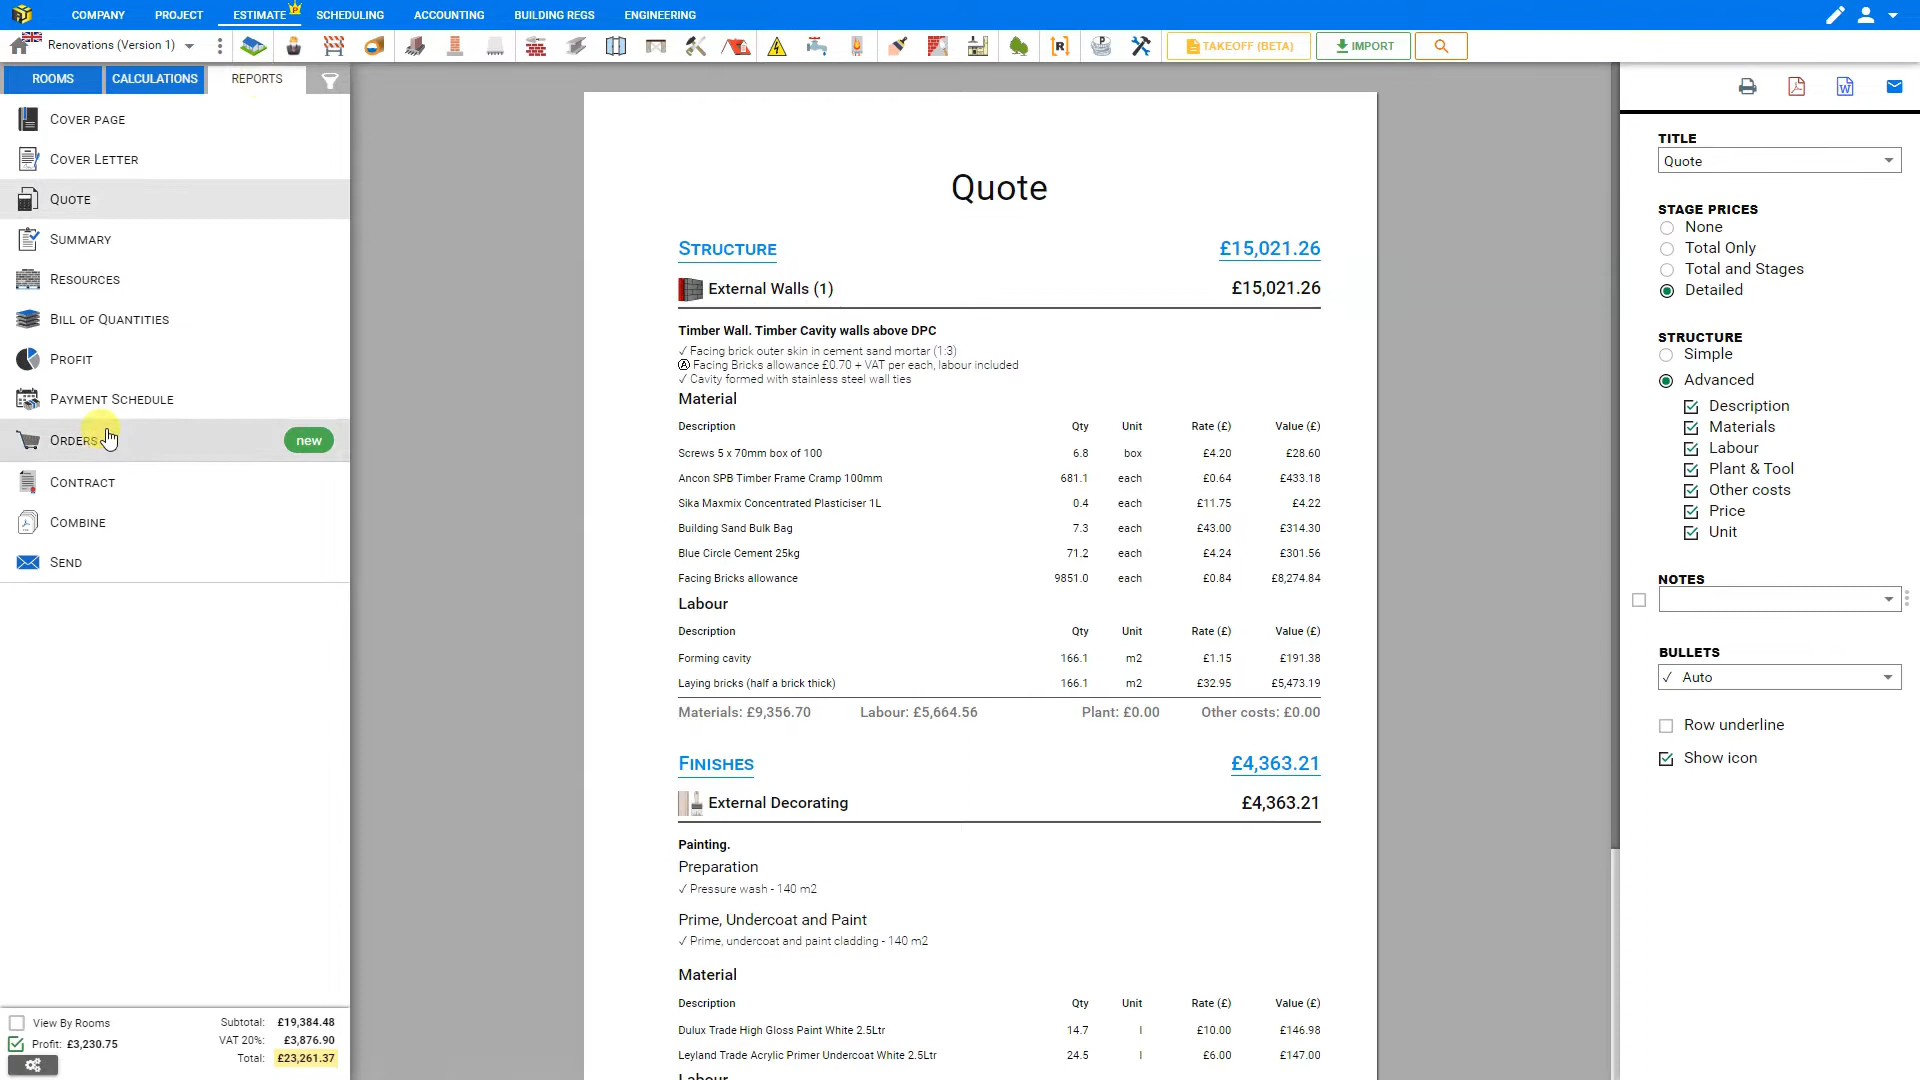 COMPANY PROJECT ESTIMATE SCHEDULING ACCOUNTING BUILDING REGS ENGINEERING
Renovations (Version 1) TAKEOFF (BETA) IMPORT
ROOMS CALCULATIONS REPORTS
COVER PAGE
COVER LETTER
QUOTE
SUMMARY
RESOURCES
BILL OF QUANTITIES
PROFIT
PAYMENT SCHEDULE
ORDERS new
CONTRACT
COMBINE
SEND
View By Rooms
Profit: £3,230.75
Subtotal: £19,384.48
VAT 20%: £3,876.90
Total: £23,261.37
Quote
STRUCTURE £15,021.26
External Walls (1) £15,021.26
Timber Wall. Timber Cavity walls above DPC
✓ Facing brick outer skin in cement sand mortar (1:3)
Ⓐ Facing Bricks allowance £0.70 + VAT per each, labour included
✓ Cavity formed with stainless steel wall ties
Material
Description Qty Unit Rate (£) Value (£)
Screws 5 x 70mm box of 100 6.8 box £4.20 £28.60
Ancon SPB Timber Frame Cramp 100mm 681.1 each £0.64 £433.18
Sika Maxmix Concentrated Plasticiser 1L 0.4 each £11.75 £4.22
Building Sand Bulk Bag 7.3 each £43.00 £314.30
Blue Circle Cement 25kg 71.2 each £4.24 £301.56
Facing Bricks allowance 9851.0 each £0.84 £8,274.84
Labour
Description Qty Unit Rate (£) Value (£)
Forming cavity 166.1 m2 £1.15 £191.38
Laying bricks (half a brick thick) 166.1 m2 £32.95 £5,473.19
Materials: £9,356.70 Labour: £5,664.56 Plant: £0.00 Other costs: £0.00
FINISHES £4,363.21
External Decorating £4,363.21
Painting.
Preparation
✓ Pressure wash - 140 m2
Prime, Undercoat and Paint
✓ Prime, undercoat and paint cladding - 140 m2
Material
Description Qty Unit Rate (£) Value (£)
Dulux Trade High Gloss Paint White 2.5Ltr 14.7 l £10.00 £146.98
Leyland Trade Acrylic Primer Undercoat White 2.5Ltr 24.5 l £6.00 £147.00
Labour
TITLE
Quote
STAGE PRICES
None
Total Only
Total and Stages
Detailed
STRUCTURE
Simple
Advanced
Description
Materials
Labour
Plant & Tool
Other costs
Price
Unit
NOTES
BULLETS
✓ Auto
Row underline
Show icon